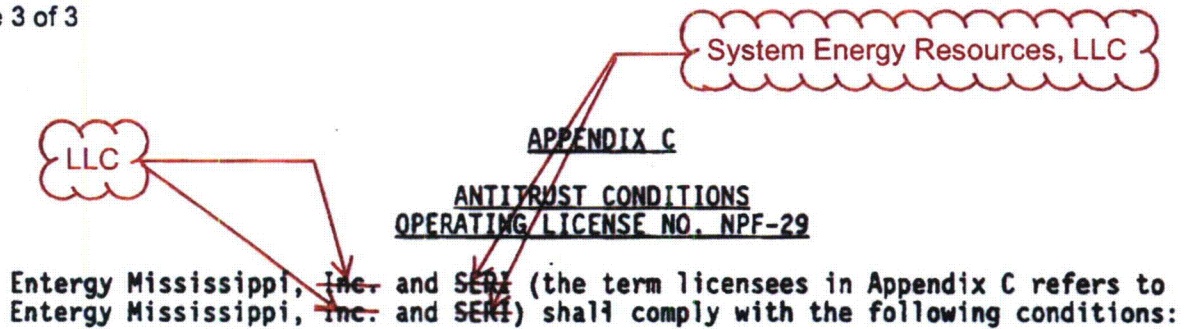 3 of 3
System Energy Resources, LLC
LLC
APPENDIX C
ANTITRUST CONDITIONS
OPERATING LICENSE NO. NPF-29
Entergy Mississippi, Inc. and SERI (the term licensees in Appendix C refers to
Entergy Mississippi, Inc. and SERI) shall comply with the following conditions: